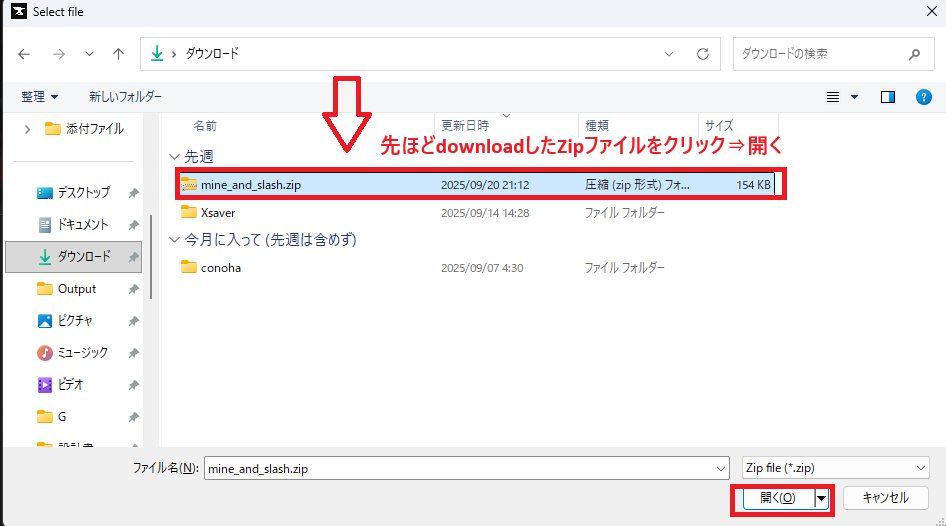 Select file
ダウンロード
ダウンロードの検索
整理
新しいフォルダー
添付ファイル
名前
更新日時
種類
サイズ
先ほどdownloadしたZipファイルをクリック⇒開く
先週
mine_and_slash.zip
2025/09/20 21:12
圧縮 (zip 形式) フォ...
154 KB
Xsaver
2025/09/14 14:28
ファイル フォルダー
今月に入って (先週は含めず)
conoha
2025/09/07 4:30
ファイル フォルダー
デスクトップ
ドキュメント
ダウンロード
Output
ピクチャ
ミュージック
ビデオ
G
ファイル名(N):
mine_and_slash.zip
Zip file (*.zip)
開く(O)
キャンセル